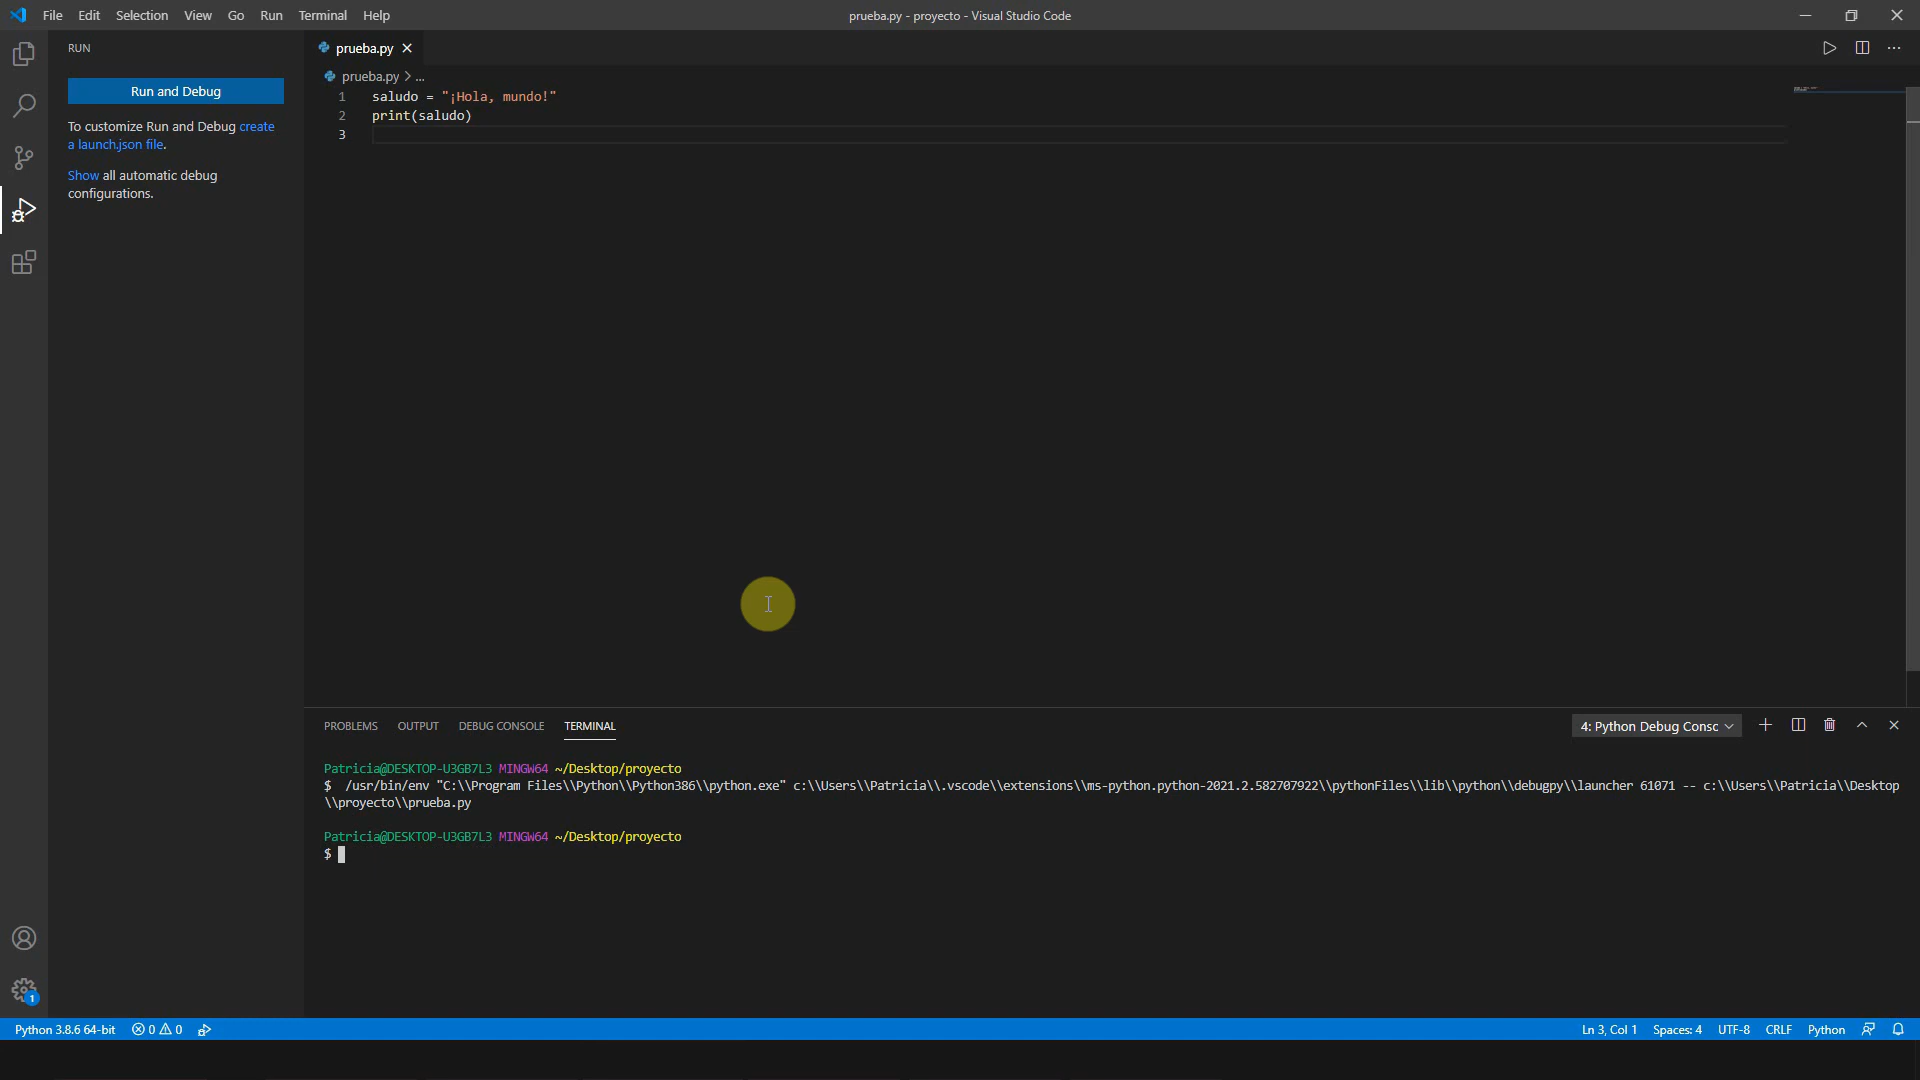 File Edit Selection View Go Run Terminal Help
prueba.py - proyecto - Visual Studio Code
RUN
Run and Debug
To customize Run and Debug create
a launch.json file.
Show all automatic debug
configurations.
prueba.py
prueba.py > ...
1 saludo = "¡Hola, mundo!"
2 print(saludo)
3
PROBLEMS OUTPUT DEBUG CONSOLE TERMINAL
4: Python Debug Consc
Patricia@DESKTOP-U3GB7L3 MINGW64 ~/Desktop/proyecto
$ /usr/bin/env "C:\\Program Files\\Python\\Python386\\python.exe" c:\\Users\\Patricia\\.vscode\\extensions\\ms-python.python-2021.2.582707922\\pythonFiles\\lib\\python\\debugpy\\launcher 61071 -- c:\\Users\\Patricia\\Desktop
\\proyecto\\prueba.py
Patricia@DESKTOP-U3GB7L3 MINGW64 ~/Desktop/proyecto
$
1
Python 3.8.6 64-bit 0 0
Ln 3, Col 1 Spaces: 4 UTF-8 CRLF Python